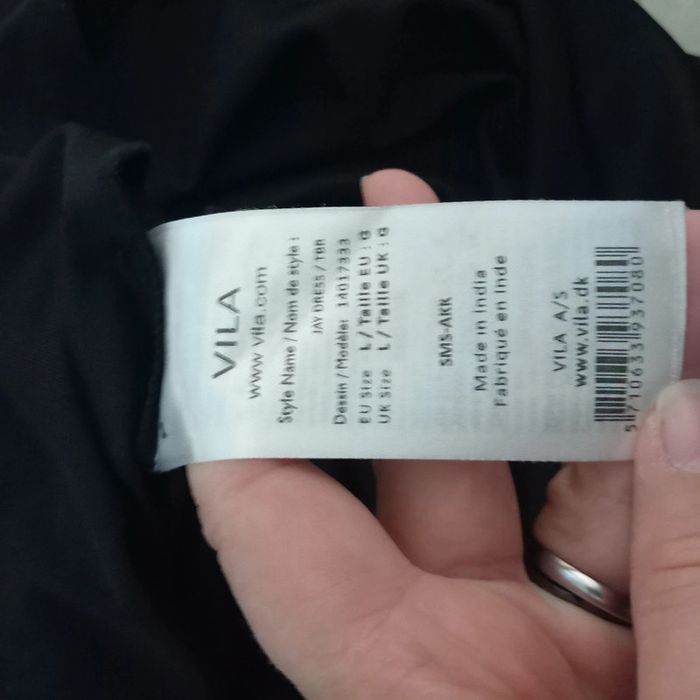 VILA
www.vila.com
Style Name / Nom de style :
JAY DRESS / TBR
Dessin / Modèle: 14017333
EU Size L / Taille EU : G
UK Size L / Taille UK : G
SMS-AKR
Made in India
Fabriqué en Inde
VILA A/S
www.vila.dk
5710633937080